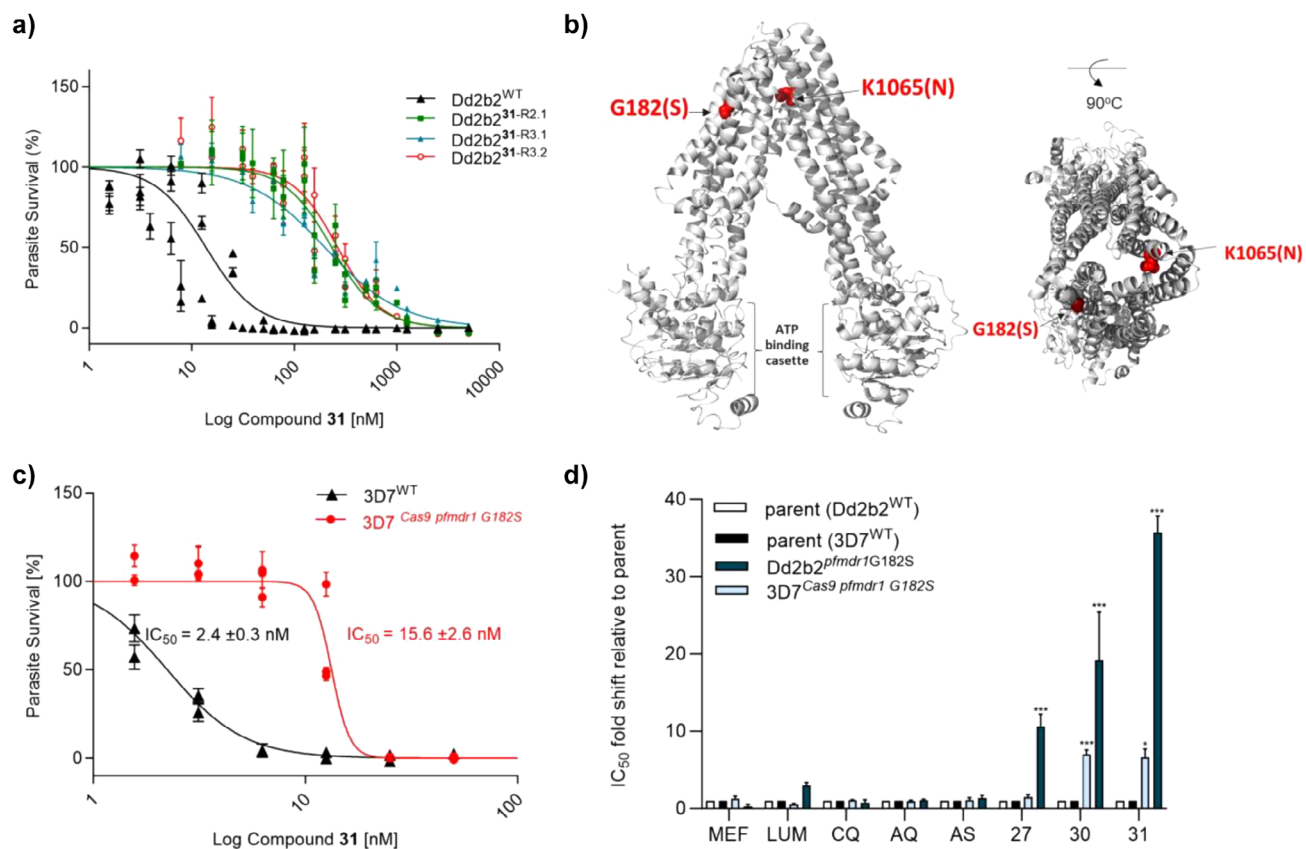 a)
150
100
50
0
Parasite Survival (%)
1
10
100
1000
10000
Log Compound 31 [nM]
Dd2b2WT
Dd2b231-R2.1
Dd2b231-R3.1
Dd2b231-R3.2
b)
G182(S)
K1065(N)
ATP
binding
casette
90ºC
K1065(N)
G182(S)
c)
150
100
50
0
Parasite Survival [%]
1
10
100
Log Compound 31 [nM]
3D7WT
3D7 Cas9 pfmdr1 G182S
IC50 = 2.4 ±0.3 nM
IC50 = 15.6 ±2.6 nM
d)
40
30
20
10
0
IC50 fold shift relative to parent
parent (Dd2b2WT)
parent (3D7WT)
Dd2b2pfmdr1G182S
3D7Cas9 pfmdr1 G182S
***
***
***
***
*
MEF
LUM
CQ
AQ
AS
27
30
31